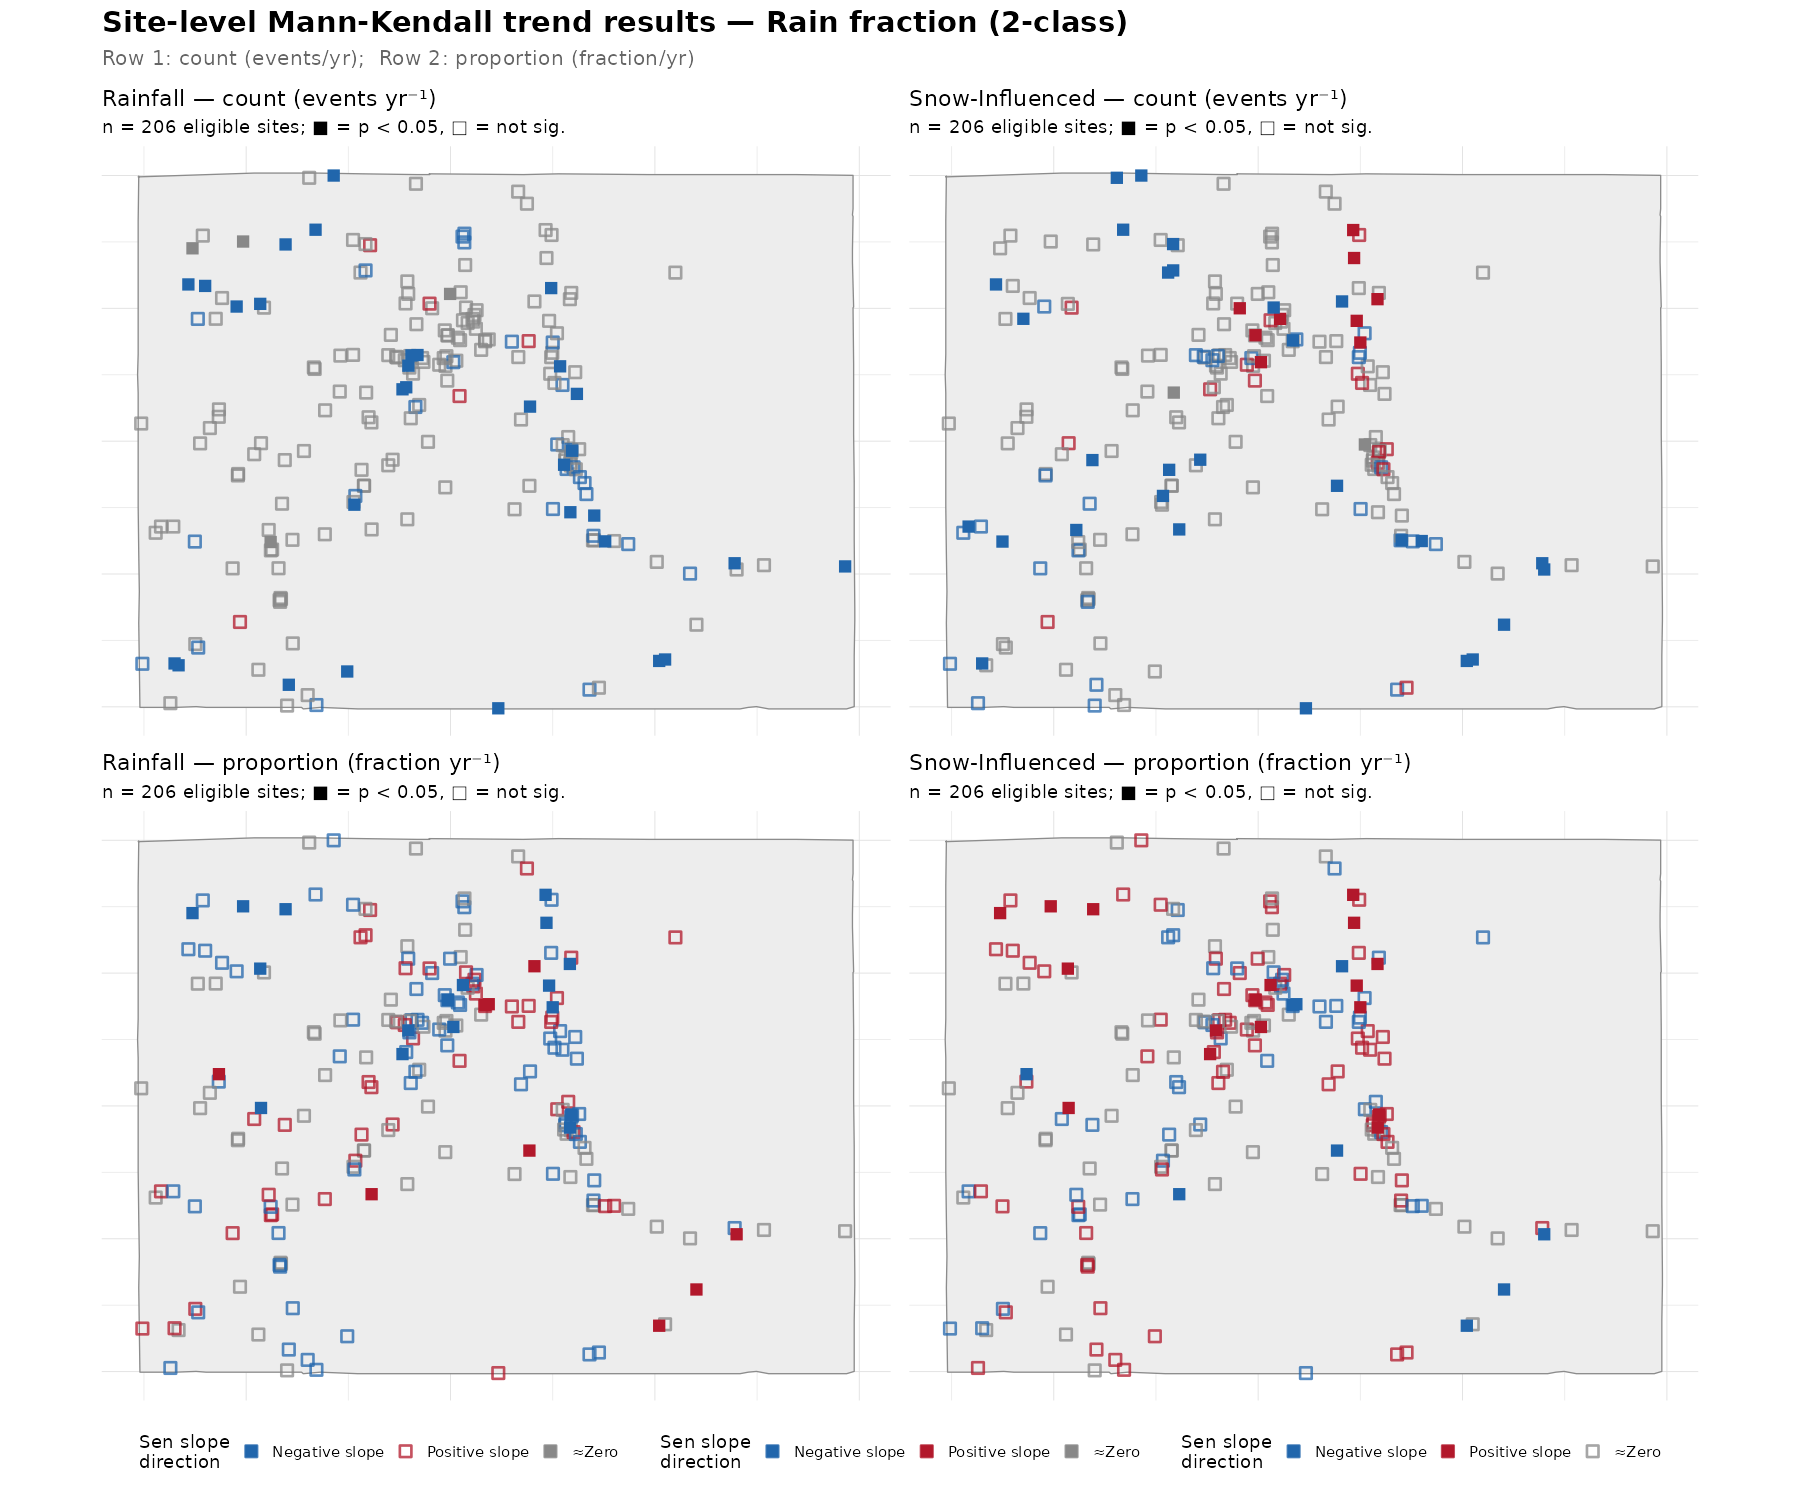 Site-level Mann-Kendall trend results — Rain fraction (2-class)
Row 1: count (events/yr);  Row 2: proportion (fraction/yr)
Rainfall — count (events yr⁻¹)
n = 206 eligible sites; ■ = p < 0.05, □ = not sig.
Snow-Influenced — count (events yr⁻¹)
n = 206 eligible sites; ■ = p < 0.05, □ = not sig.
Rainfall — proportion (fraction yr⁻¹)
n = 206 eligible sites; ■ = p < 0.05, □ = not sig.
Snow-Influenced — proportion (fraction yr⁻¹)
n = 206 eligible sites; ■ = p < 0.05, □ = not sig.
Sen slope
direction
Negative slope
Positive slope
≈Zero
Sen slope
direction
Negative slope
Positive slope
≈Zero
Sen slope
direction
Negative slope
Positive slope
≈Zero